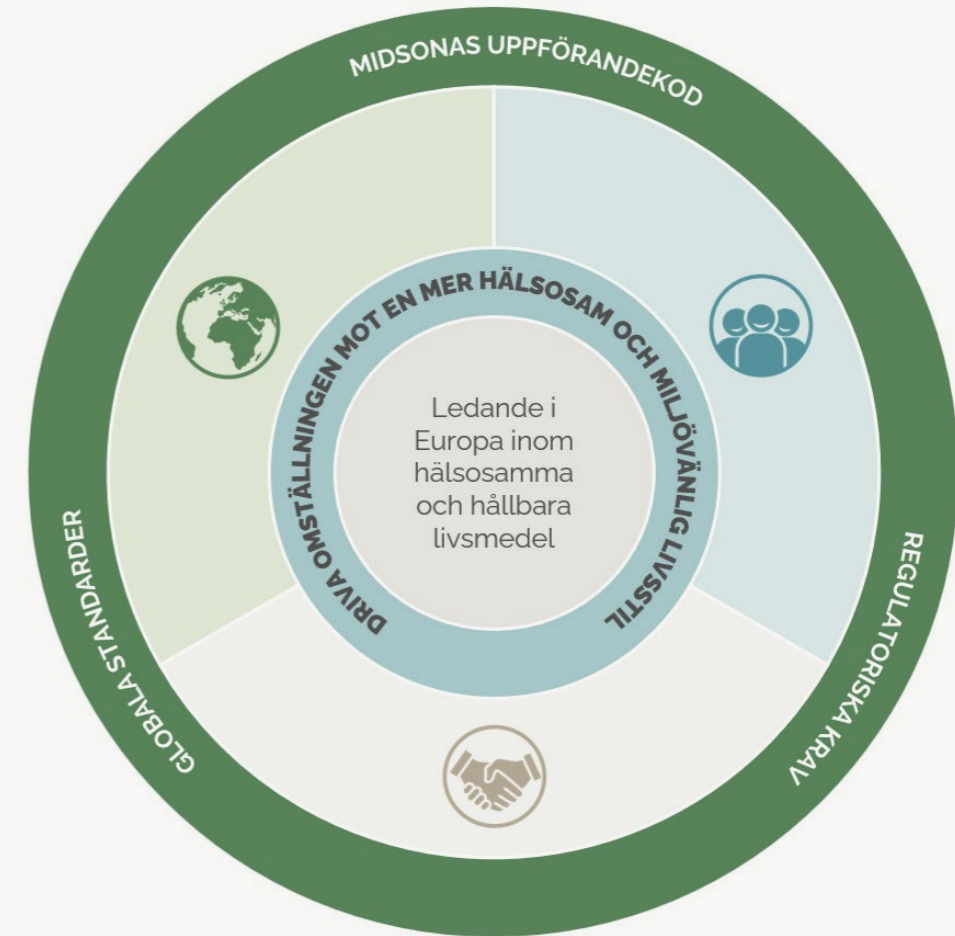 MIDSONAS UPPFÖRANDEKOD
DRIVA OMSTÄLLNINGEN MOT EN MER HÄLSOSAM OCH MILJÖVÄNLIG LIVSSTIL
Ledande i
Europa inom
hälsosamma
och hållbara
livsmedel
GLOBALA STANDARDER
REGULATORISKA KRAV